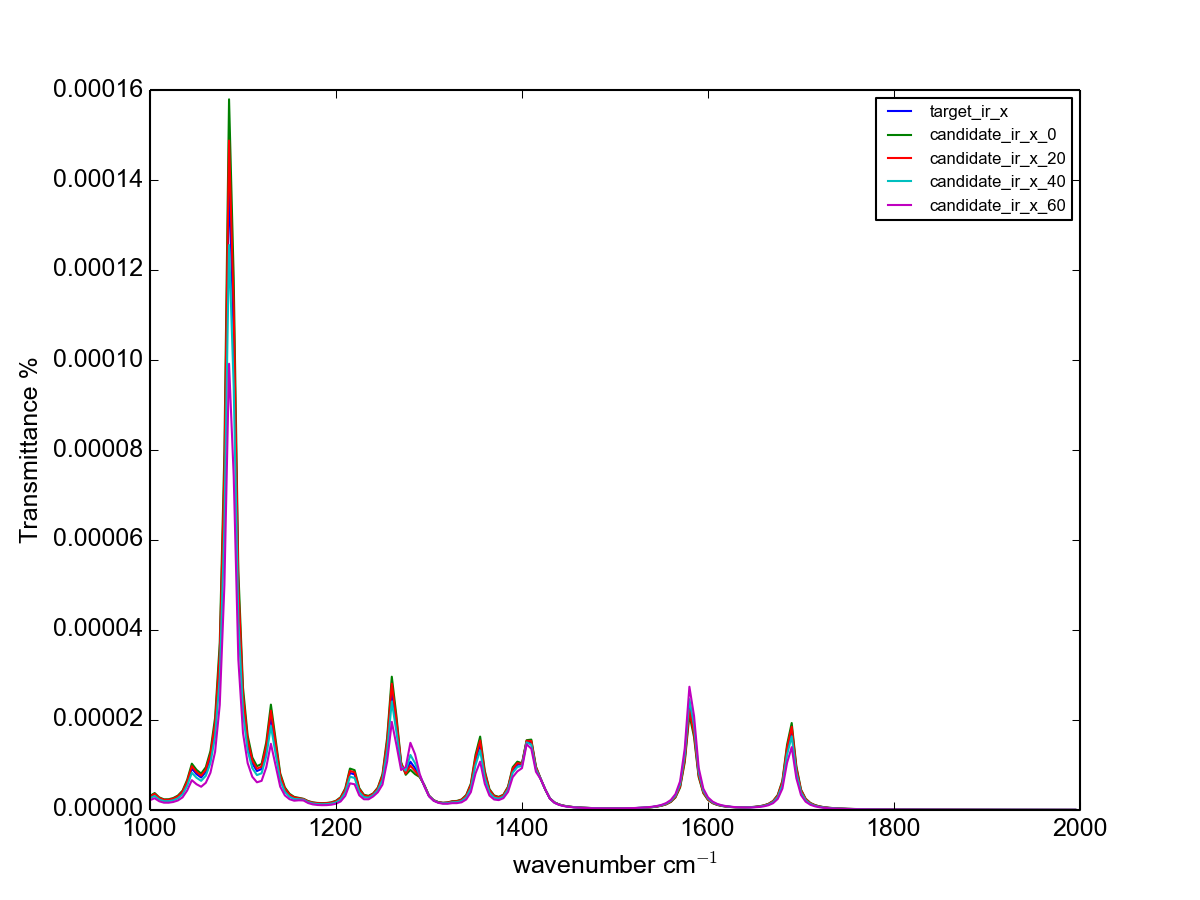 0.00016
0.00014
0.00012
0.00010
0.00008
0.00006
0.00004
0.00002
0.00000
Transmittance %
target_ir_x
candidate_ir_x_0
candidate_ir_x_20
candidate_ir_x_40
candidate_ir_x_60
1000 1200 1400 1600 1800 2000
wavenumber cm⁻¹